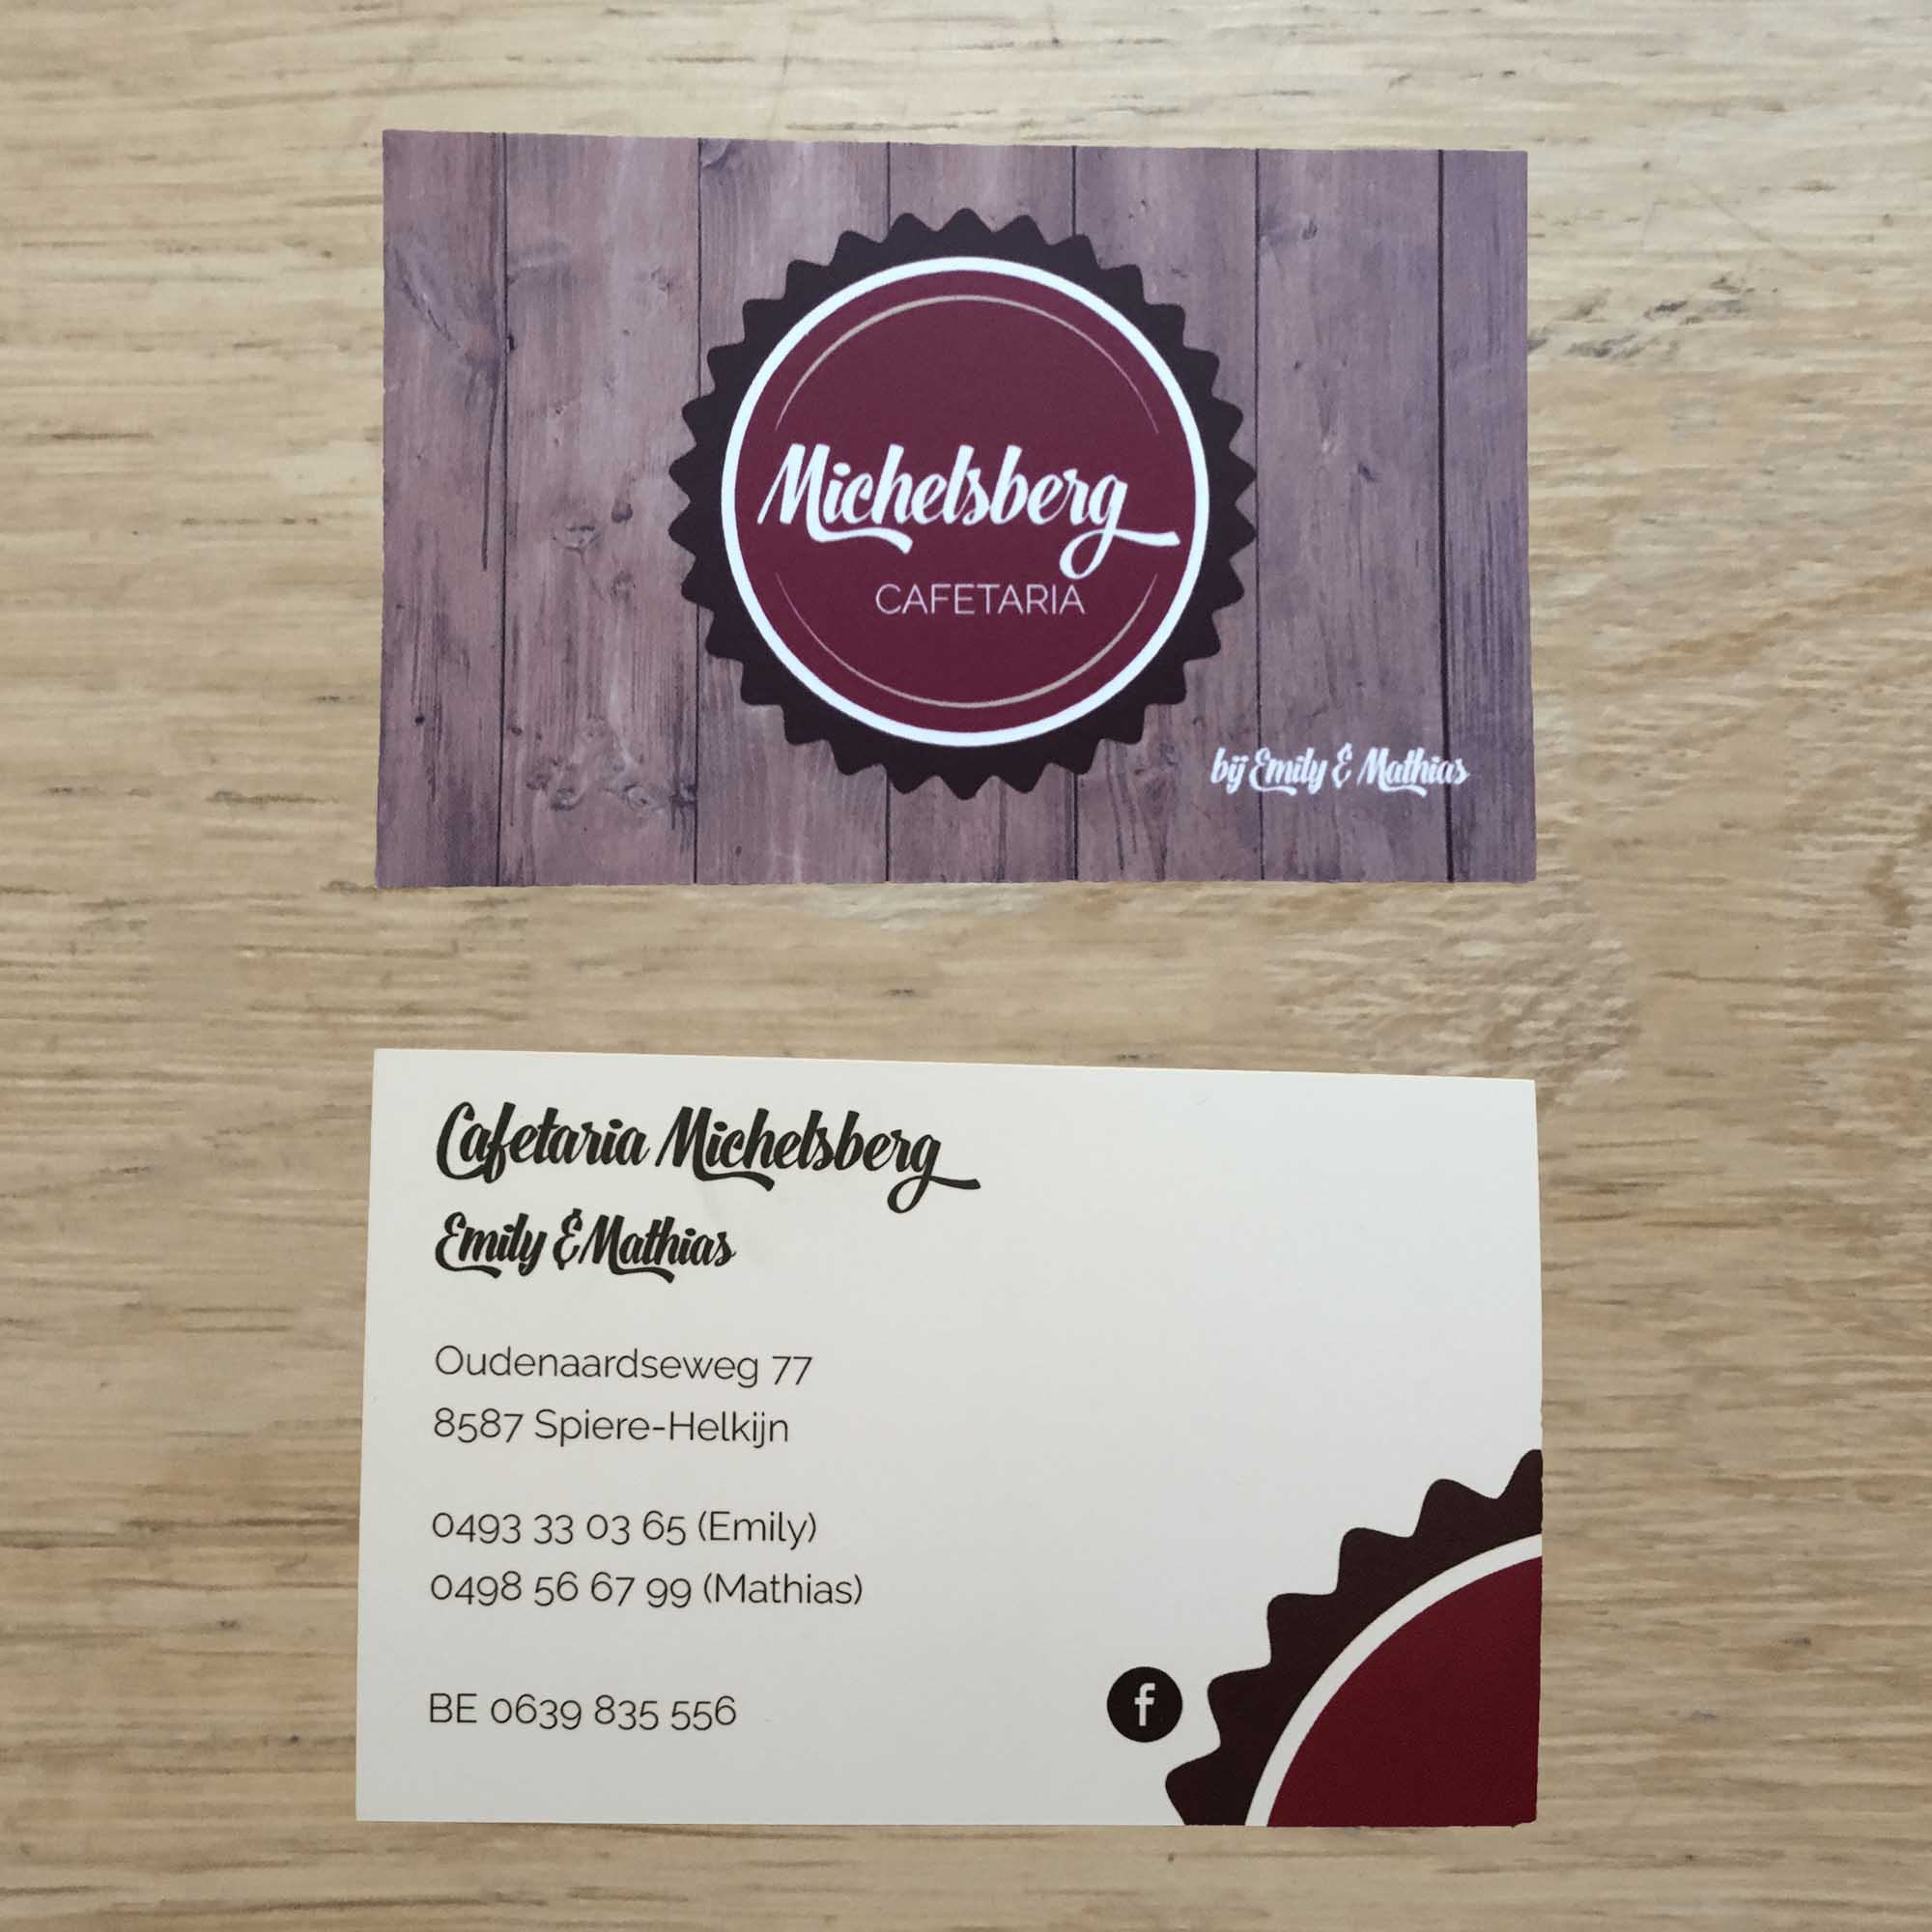 Michelsberg
CAFETARIA
bij Emily & Mathias
Cafetaria Michelsberg
Emily & Mathias
Oudenaardseweg 77
8587 Spiere-Helkijn
0493 33 03 65 (Emily)
0498 56 67 99 (Mathias)
BE 0639 835 556
f